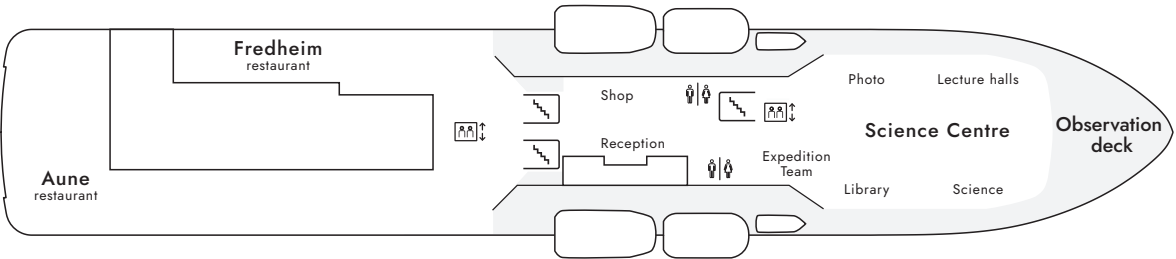 Fredheim
restaurant
Aune
restaurant
Shop
Reception
Expedition
Team
Photo
Lecture halls
Science Centre
Library
Science
Observation
deck